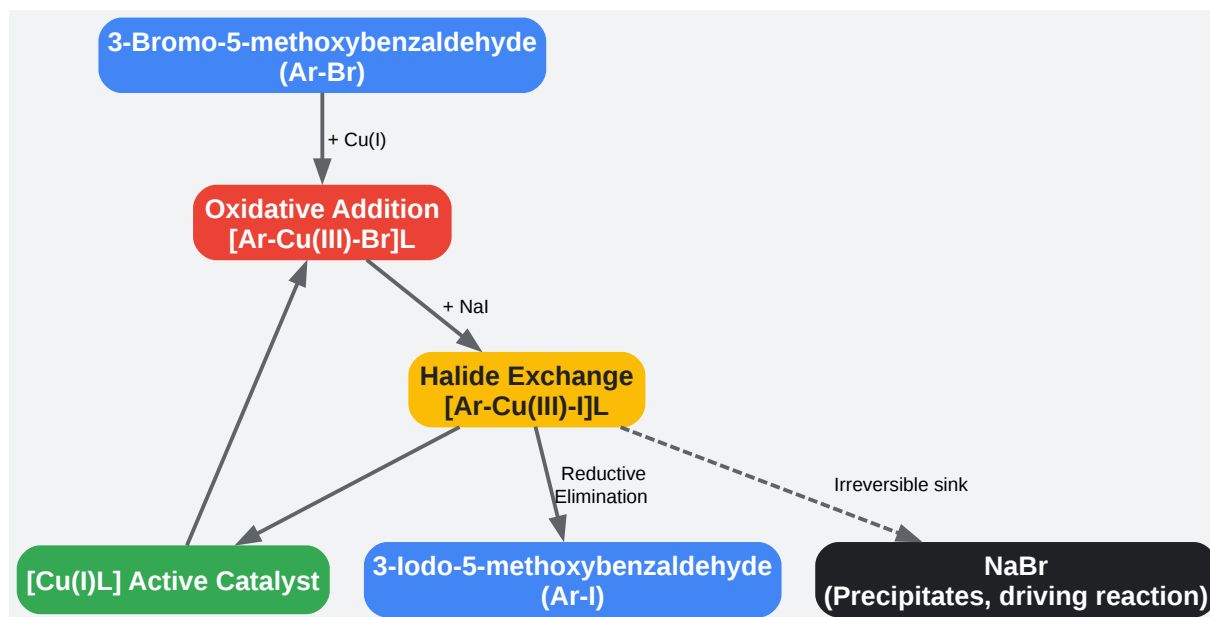 3-Bromo-5-methoxybenzaldehyde
(Ar-Br)
+ Cu(I)
Oxidative Addition
[Ar-Cu(III)-Br]L
+ NaI
Halide Exchange
[Ar-Cu(III)-I]L
Reductive
Elimination
Irreversible sink
[Cu(I)L] Active Catalyst
3-Iodo-5-methoxybenzaldehyde
(Ar-I)
NaBr
(Precipitates, driving reaction)